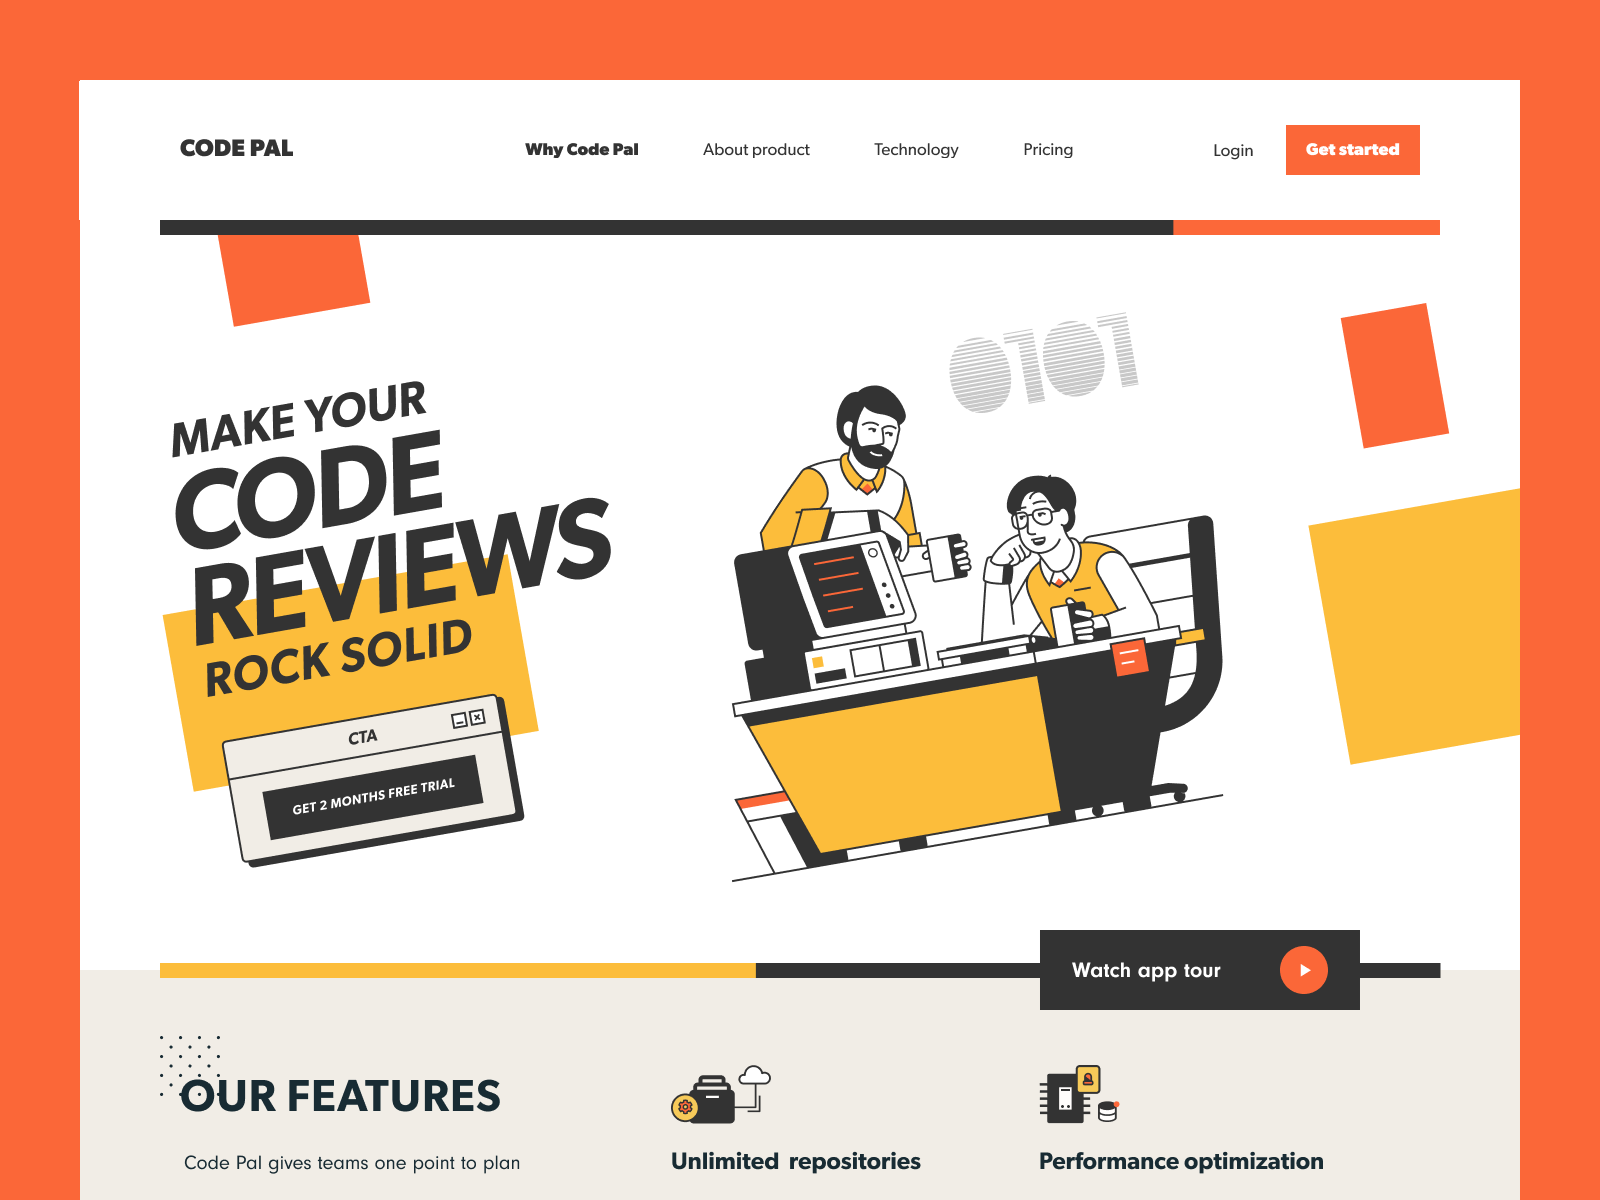 CODE PAL
Why Code Pal
About product
Technology
Pricing
Login
Get started
0101
MAKE YOUR
CODE
REVIEWS
ROCK SOLID
CTA
GET 2 MONTHS FREE TRIAL
Watch app tour
OUR FEATURES
Code Pal gives teams one point to plan
Unlimited repositories
Performance optimization